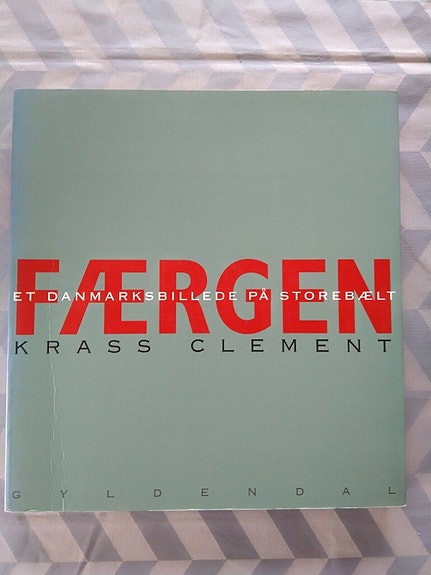 FÆRGEN
ET DANMARKSBILLEDE PÅ STOREBÆLT
KRASS CLEMENT
GYLDENDAL